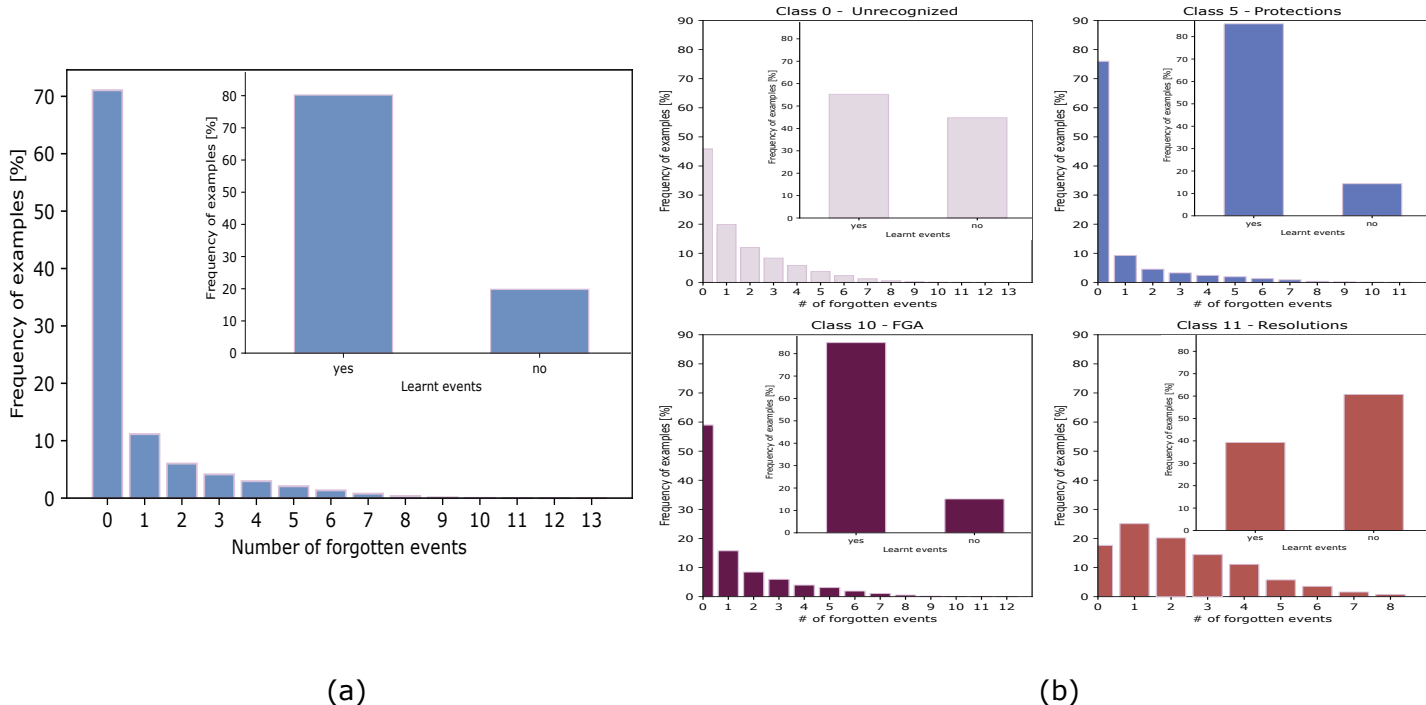 Frequency of examples [%]
70
60
50
40
30
20
10
0
0 1 2 3 4 5 6 7 8 9 10 11 12 13
Number of forgotten events
Frequency of examples [%]
80
70
60
50
40
30
20
10
0
yes no
Learnt events
(a)
Class 0 - Unrecognized
Frequency of examples [%]
90
80
70
60
50
40
30
20
10
0
0 1 2 3 4 5 6 7 8 9 10 11 12 13
# of forgotten events
Frequency of examples [%]
80
70
60
50
40
30
20
10
0
yes no
Learnt events
Class 5 - Protections
Frequency of examples [%]
90
80
70
60
50
40
30
20
10
0
0 1 2 3 4 5 6 7 8 9 10 11
# of forgotten events
Frequency of examples [%]
80
70
60
50
40
30
20
10
0
yes no
Learnt events
Class 10 - FGA
Frequency of examples [%]
90
80
70
60
50
40
30
20
10
0
0 1 2 3 4 5 6 7 8 9 10 11 12
# of forgotten events
Frequency of examples [%]
80
70
60
50
40
30
20
10
0
yes no
Learnt events
Class 11 - Resolutions
Frequency of examples [%]
90
80
70
60
50
40
30
20
10
0
0 1 2 3 4 5 6 7 8
# of forgotten events
Frequency of examples [%]
80
70
60
50
40
30
20
10
0
yes no
Learnt events
(b)